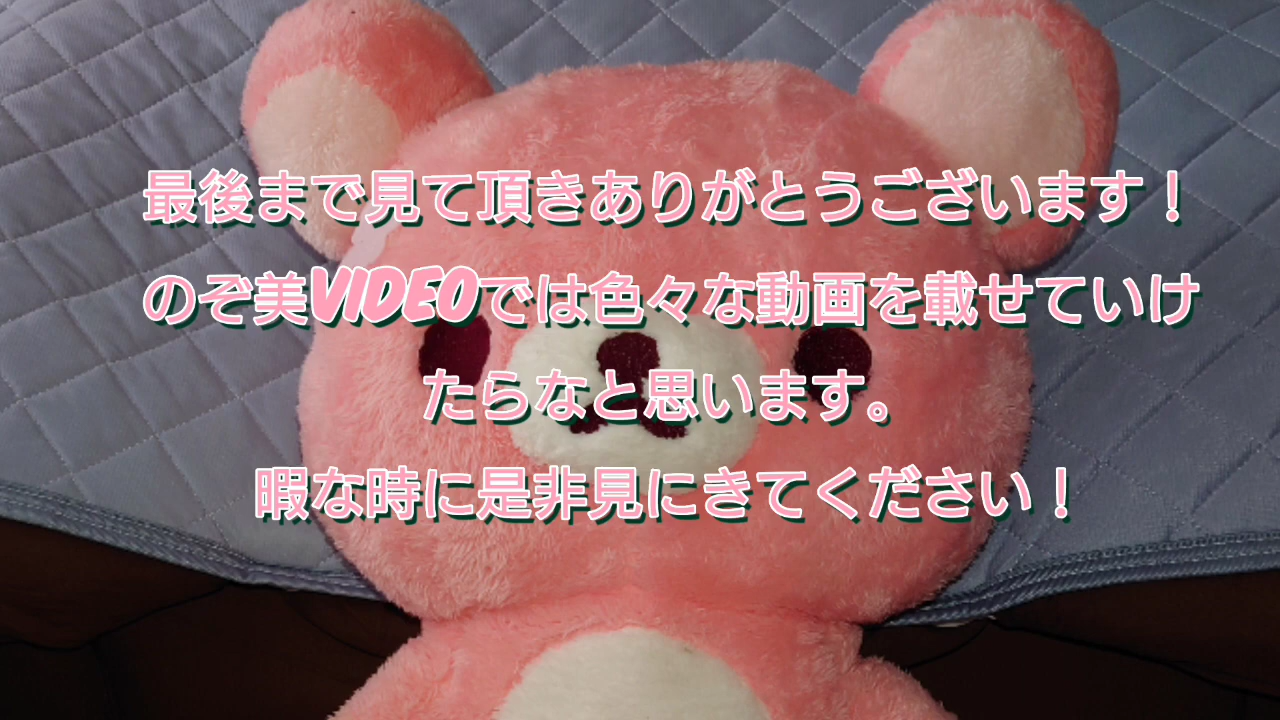 最後まで見て頂きありがとうございます！
のぞ美VIDEOでは色々な動画を載せていけ
たらなと思います。
暇な時に是非見にきてください！